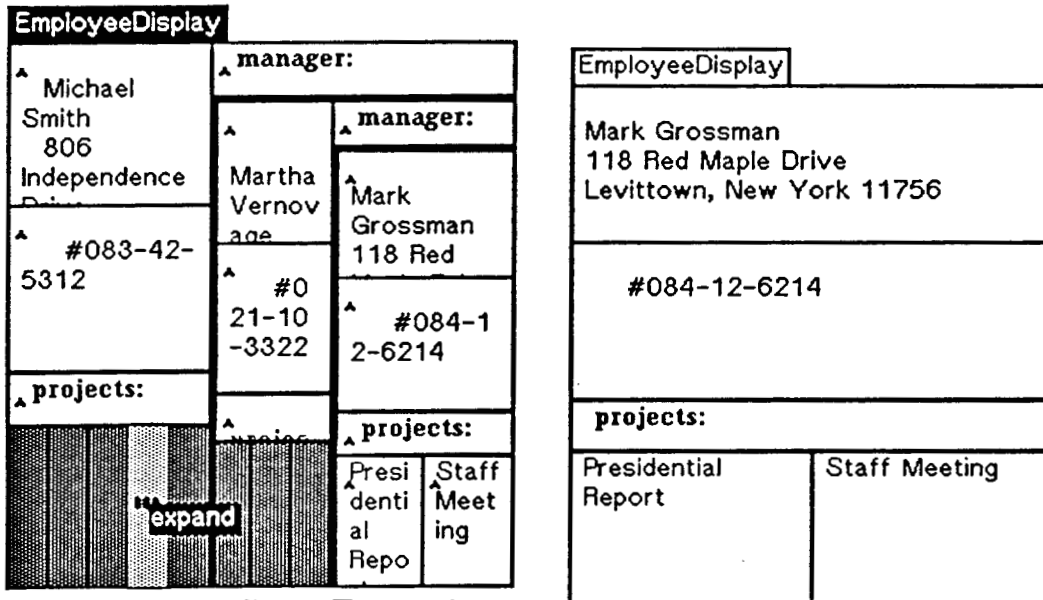 EmployeeDisplay
Michael
Smith
806
Independence
#083-42-
5312
projects:
expand
manager:
Martha
Vernov
age
#0
21-10
-3322
manager:
Mark
Grossman
118 Red
#084-1
2-6214
projects:
Presi
denti
al
Repo
Staff
Meet
ing
EmployeeDisplay
Mark Grossman
118 Red Maple Drive
Levittown, New York 11756
#084-12-6214
projects:
Presidential
Report
Staff Meeting